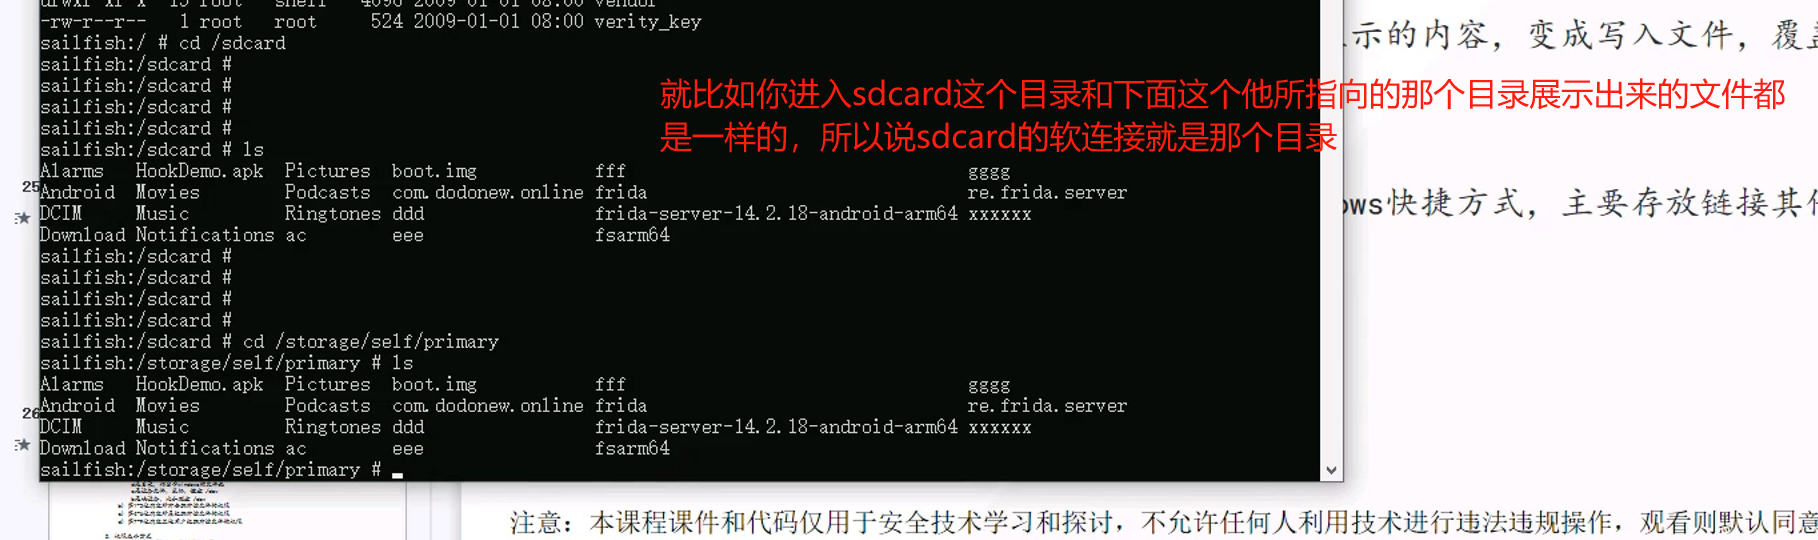 drwxr-xr-x 15 root shell 4096 2009-01-01 08:00 vendor
-rw-r--r-- 1 root root 524 2009-01-01 08:00 verity_key
sailfish:/ # cd /sdcard
sailfish:/sdcard #
sailfish:/sdcard #
sailfish:/sdcard #
sailfish:/sdcard #
sailfish:/sdcard # ls
Alarms HookDemo.apk Pictures boot.img fff gggg
Android Movies Podcasts com.dodonew.online frida re.frida.server
DCIM Music Ringtones ddd frida-server-14.2.18-android-arm64 xxxxxx
Download Notifications ac eee fsarm64
sailfish:/sdcard #
sailfish:/sdcard #
sailfish:/sdcard #
sailfish:/sdcard #
sailfish:/sdcard # cd /storage/self/primary
sailfish:/storage/self/primary # ls
Alarms HookDemo.apk Pictures boot.img fff gggg
Android Movies Podcasts com.dodonew.online frida re.frida.server
DCIM Music Ringtones ddd frida-server-14.2.18-android-arm64 xxxxxx
Download Notifications ac eee fsarm64
sailfish:/storage/self/primary #
就比如你进入sdcard这个目录和下面这个他所指向的那个目录展示出来的文件都
是一样的，所以说sdcard的软连接就是那个目录
示的内容，变成写入文件，覆盖
ows快捷方式，主要存放链接其他
25
26
注意：本课程课件和代码仅用于安全技术学习和探讨，不允许任何人利用技术进行违法违规操作，观看则默认同意